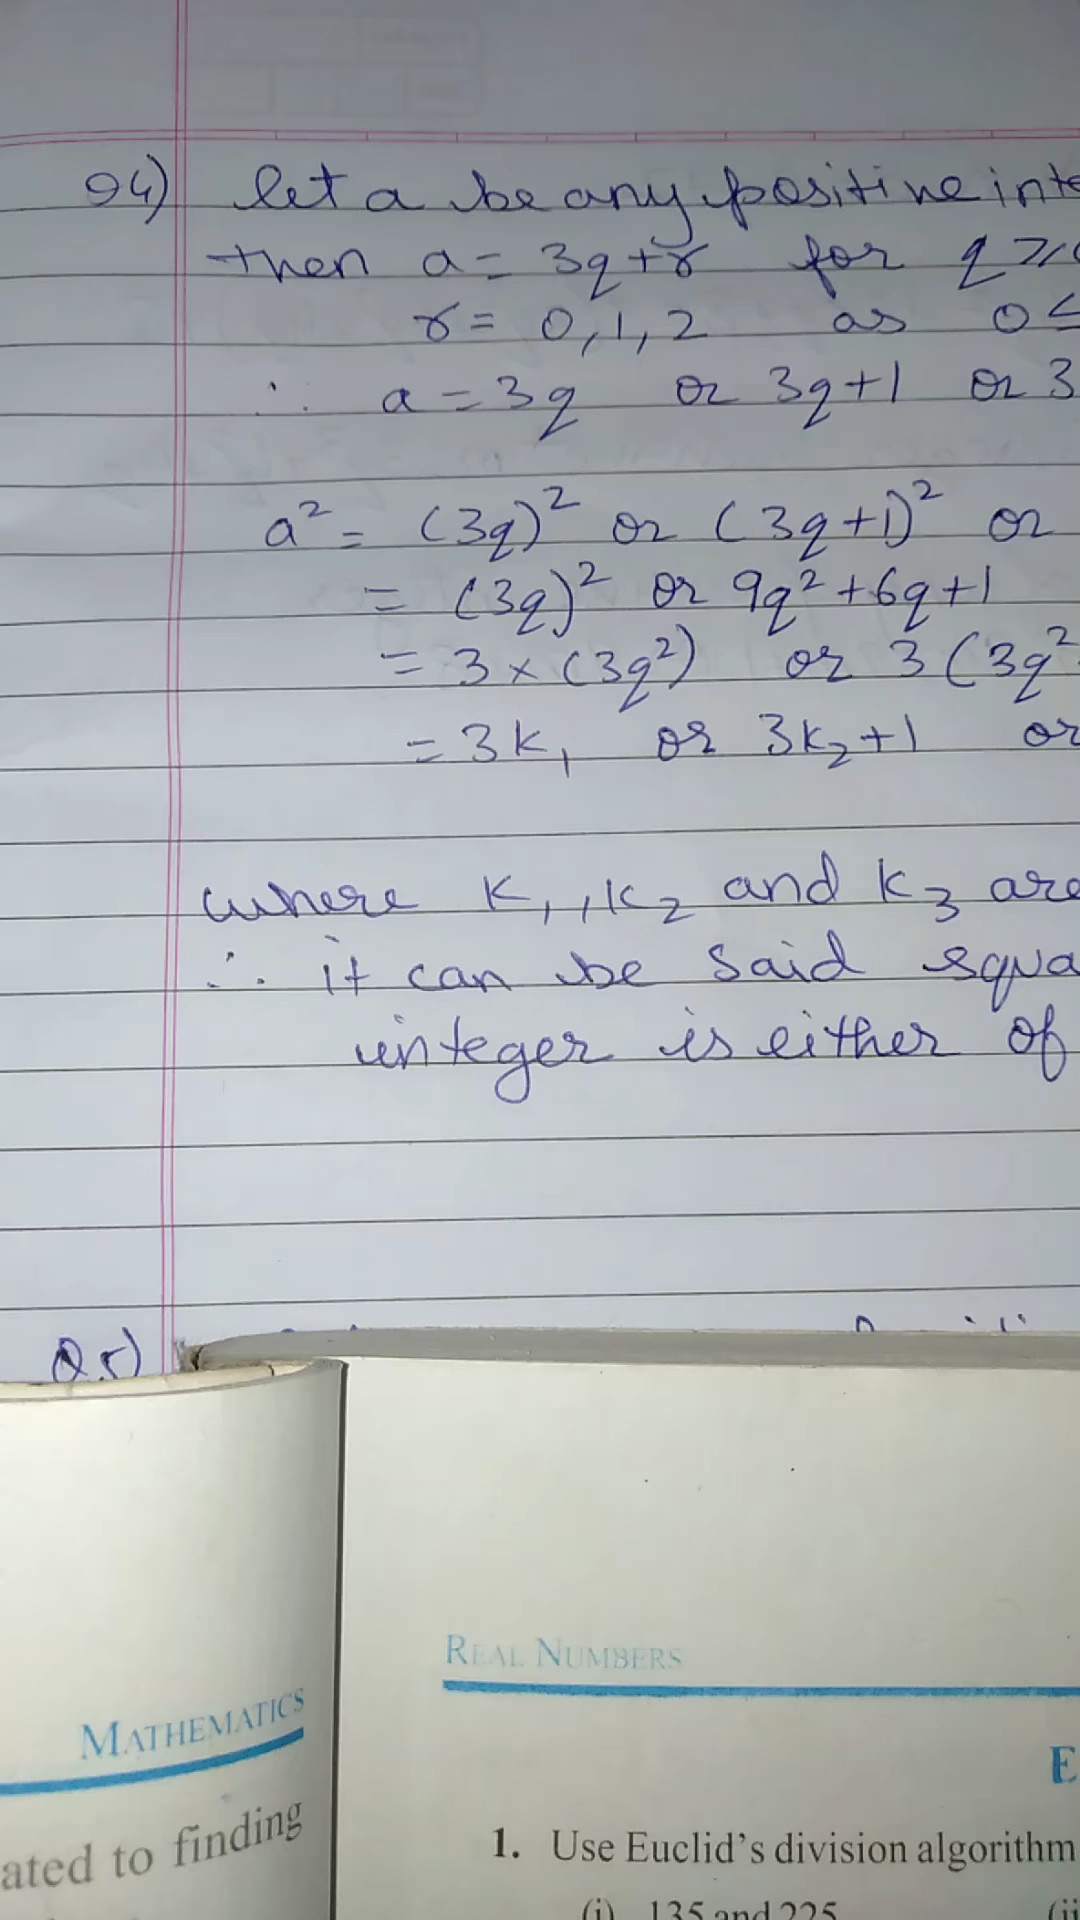 Q4) let a be any positive inte
then a = 3q+r for q ≥
r = 0, 1, 2 as 0 ≤
∴ a = 3q or 3q+1 or 3
a² = (3q)² or (3q+1)² or
= (3q)² or 9q²+6q+1
= 3 × (3q²) or 3 (3q²
= 3k₁ or 3k₂+1 or
where k₁, k₂ and k₃ are
∴ it can be said squa
integer is either of
Q5)
MATHEMATICS
ated to finding
REAL NUMBERS
E
1. Use Euclid's division algorithm
(i) 135 and 225 (ii